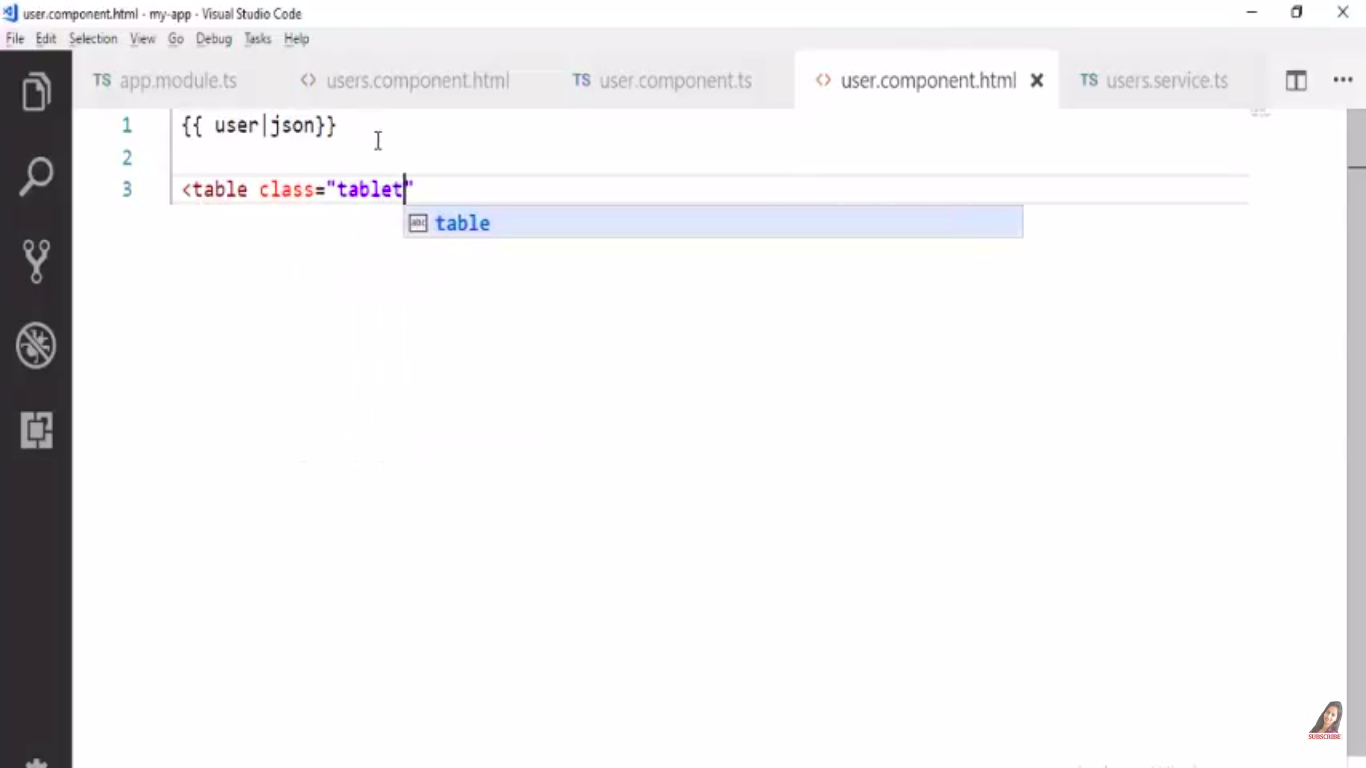 user.component.html - my-app - Visual Studio Code
File Edit Selection View Go Debug Tasks Help
TS app.module.ts <> users.component.html TS user.component.ts <> user.component.html TS users.service.ts
1 {{ user|json}}
2
3 <table class="tablet"
abc table
SUBSCRIBE